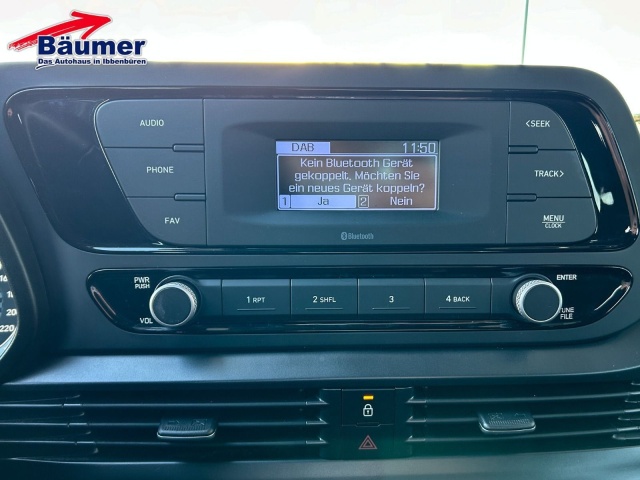 Bäumer
Das Autohaus in Ibbenbüren
AUDIO
PHONE
FAV
DAB 11:50
Kein Bluetooth Gerät
gekoppelt. Möchten Sie
ein neues Gerät koppeln?
1 Ja 2 Nein
Bluetooth
<SEEK
TRACK>
MENU
CLOCK
PWR
PUSH
VOL
1 RPT
2 SHFL
3
4 BACK
ENTER
TUNE
FILE
220